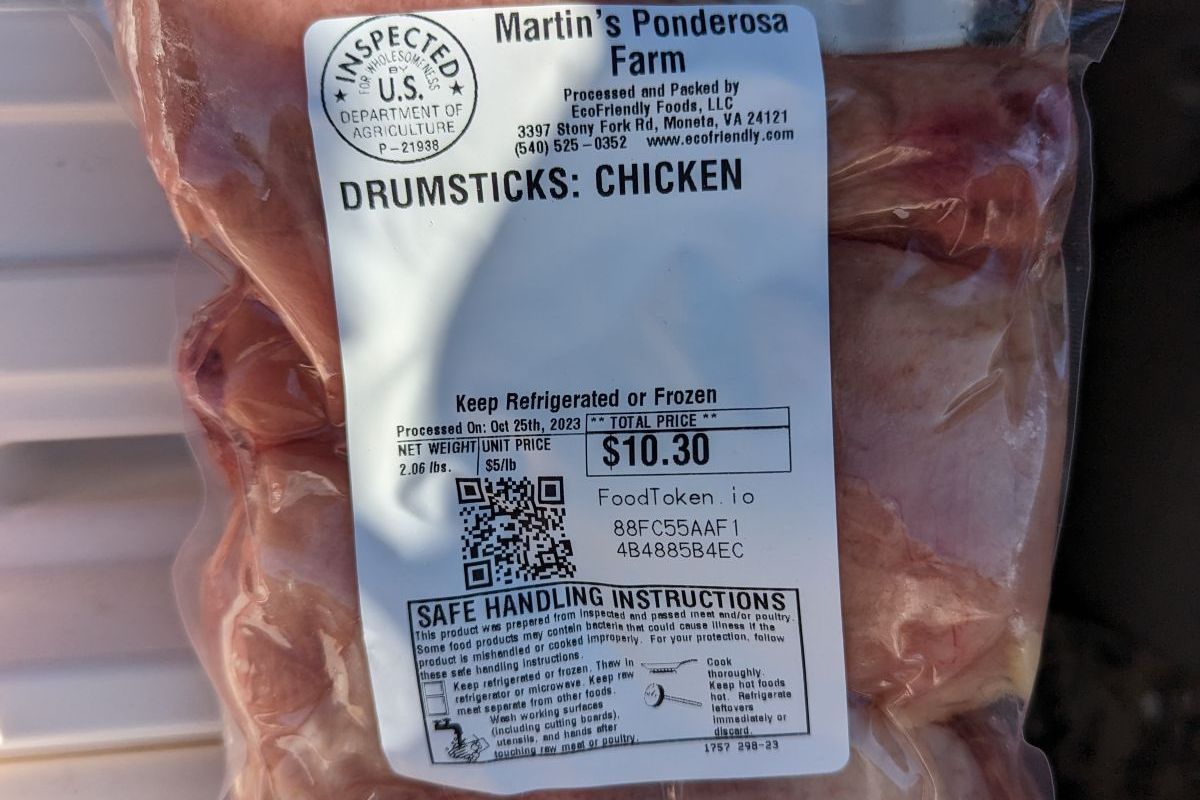 INSPECTED
FOR WHOLESOMENESS
BY
U.S.
DEPARTMENT OF
AGRICULTURE
P-21938
Martin's Ponderosa
Farm
Processed and Packed by
EcoFriendly Foods, LLC
3397 Stony Fork Rd, Moneta, VA 24121
(540) 525-0352 www.ecofriendly.com
DRUMSTICKS: CHICKEN
Keep Refrigerated or Frozen
Processed On: Oct 25th, 2023
** TOTAL PRICE **
NET WEIGHT UNIT PRICE
2.06 lbs. $5/lb
$10.30
FoodToken.io
88FC55AAF1
4B4885B4EC
SAFE HANDLING INSTRUCTIONS
This product was prepared from inspected and passed meat and/or poultry.
Some food products may contain bacteria that could cause illness if the
product is mishandled or cooked improperly. For your protection, follow
these safe handling instructions.
Keep refrigerated or frozen. Thaw in
refrigerator or microwave. Keep raw
meat separate from other foods.
Wash working surfaces
(including cutting boards),
utensils, and hands after
touching raw meat or poultry.
Cook
thoroughly.
Keep hot foods
hot. Refrigerate
leftovers
immediately or
discard.
1757 298-23